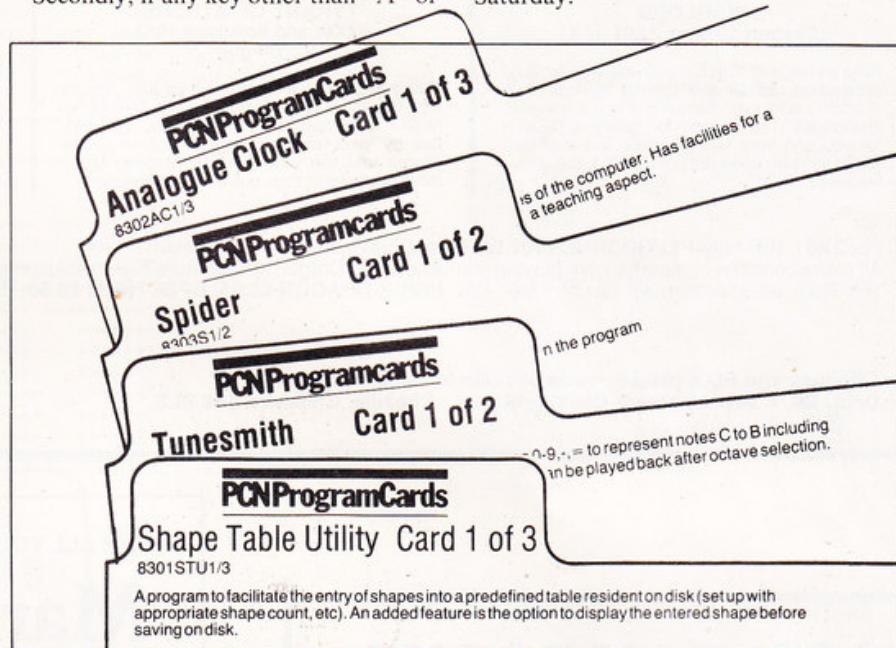 Secondly, if any key other than "A" or
Saturday.
PCNProgramCards
Analogue Clock Card 1 of 3
8302AC1/3
rs of the computer. Has facilities for a
a teaching aspect.
PCNProgramcards
Spider Card 1 of 2
8303S1/2
n the program
PCNProgramcards
Tunesmith Card 1 of 2
0-9,-,= to represent notes C to B including
an be played back after octave selection.
PCNProgramCards
Shape Table Utility Card 1 of 3
8301STU1/3
A program to facilitate the entry of shapes into a predefined table resident on disk (set up with
appropriate shape count, etc). An added feature is the option to display the entered shape before
saving on disk.